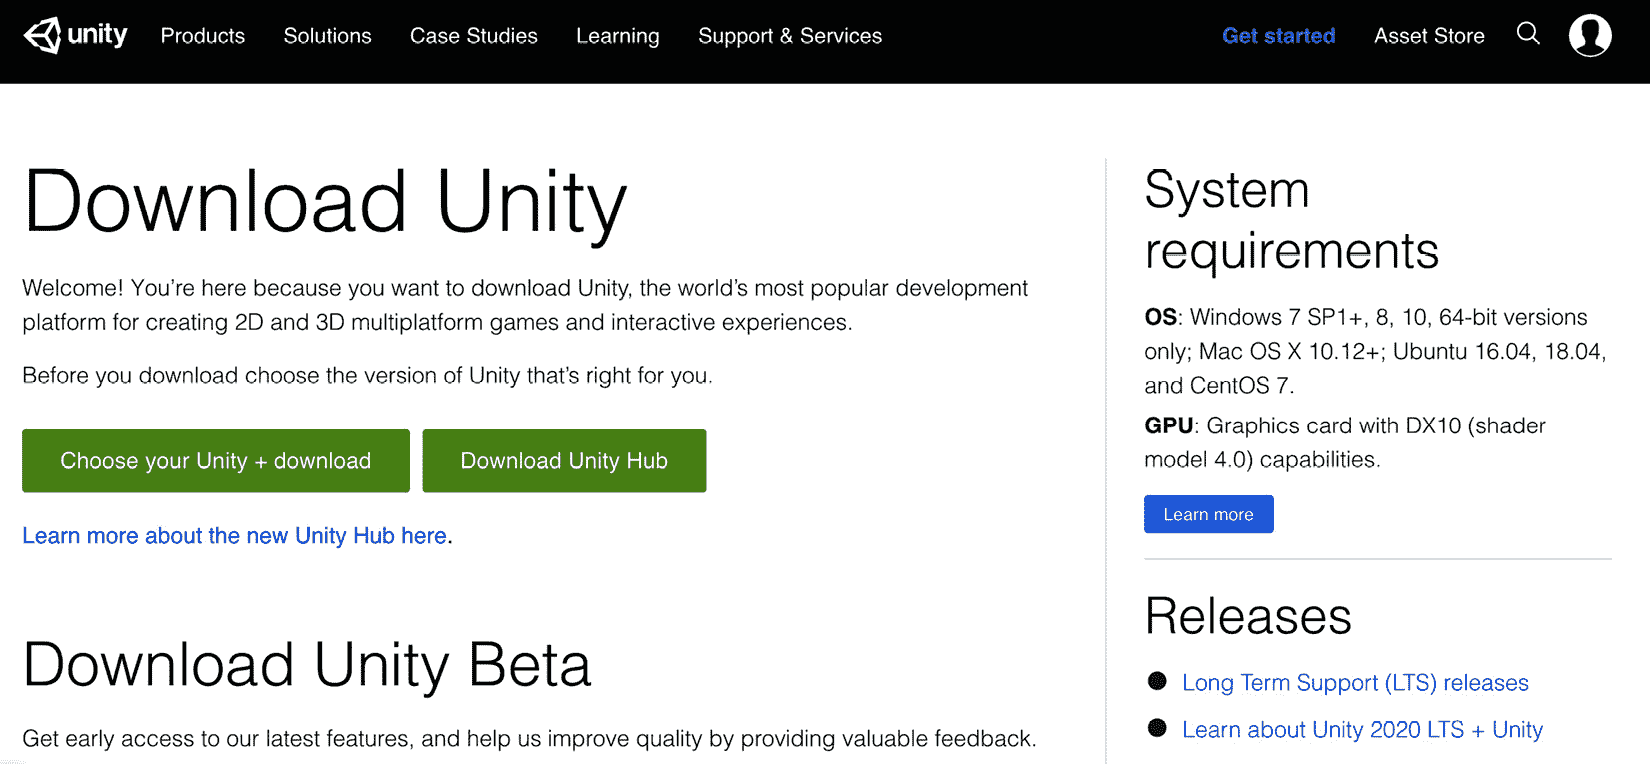 unity
Products
Solutions
Case Studies
Learning
Support & Services
Get started
Asset Store
Download Unity
Welcome! You’re here because you want to download Unity, the world’s most popular development
platform for creating 2D and 3D multiplatform games and interactive experiences.
Before you download choose the version of Unity that’s right for you.
Choose your Unity + download
Download Unity Hub
Learn more about the new Unity Hub here.
Download Unity Beta
Get early access to our latest features, and help us improve quality by providing valuable feedback.
System
requirements
OS: Windows 7 SP1+, 8, 10, 64-bit versions
only; Mac OS X 10.12+; Ubuntu 16.04, 18.04,
and CentOS 7.
GPU: Graphics card with DX10 (shader
model 4.0) capabilities.
Learn more
Releases
Long Term Support (LTS) releases
Learn about Unity 2020 LTS + Unity